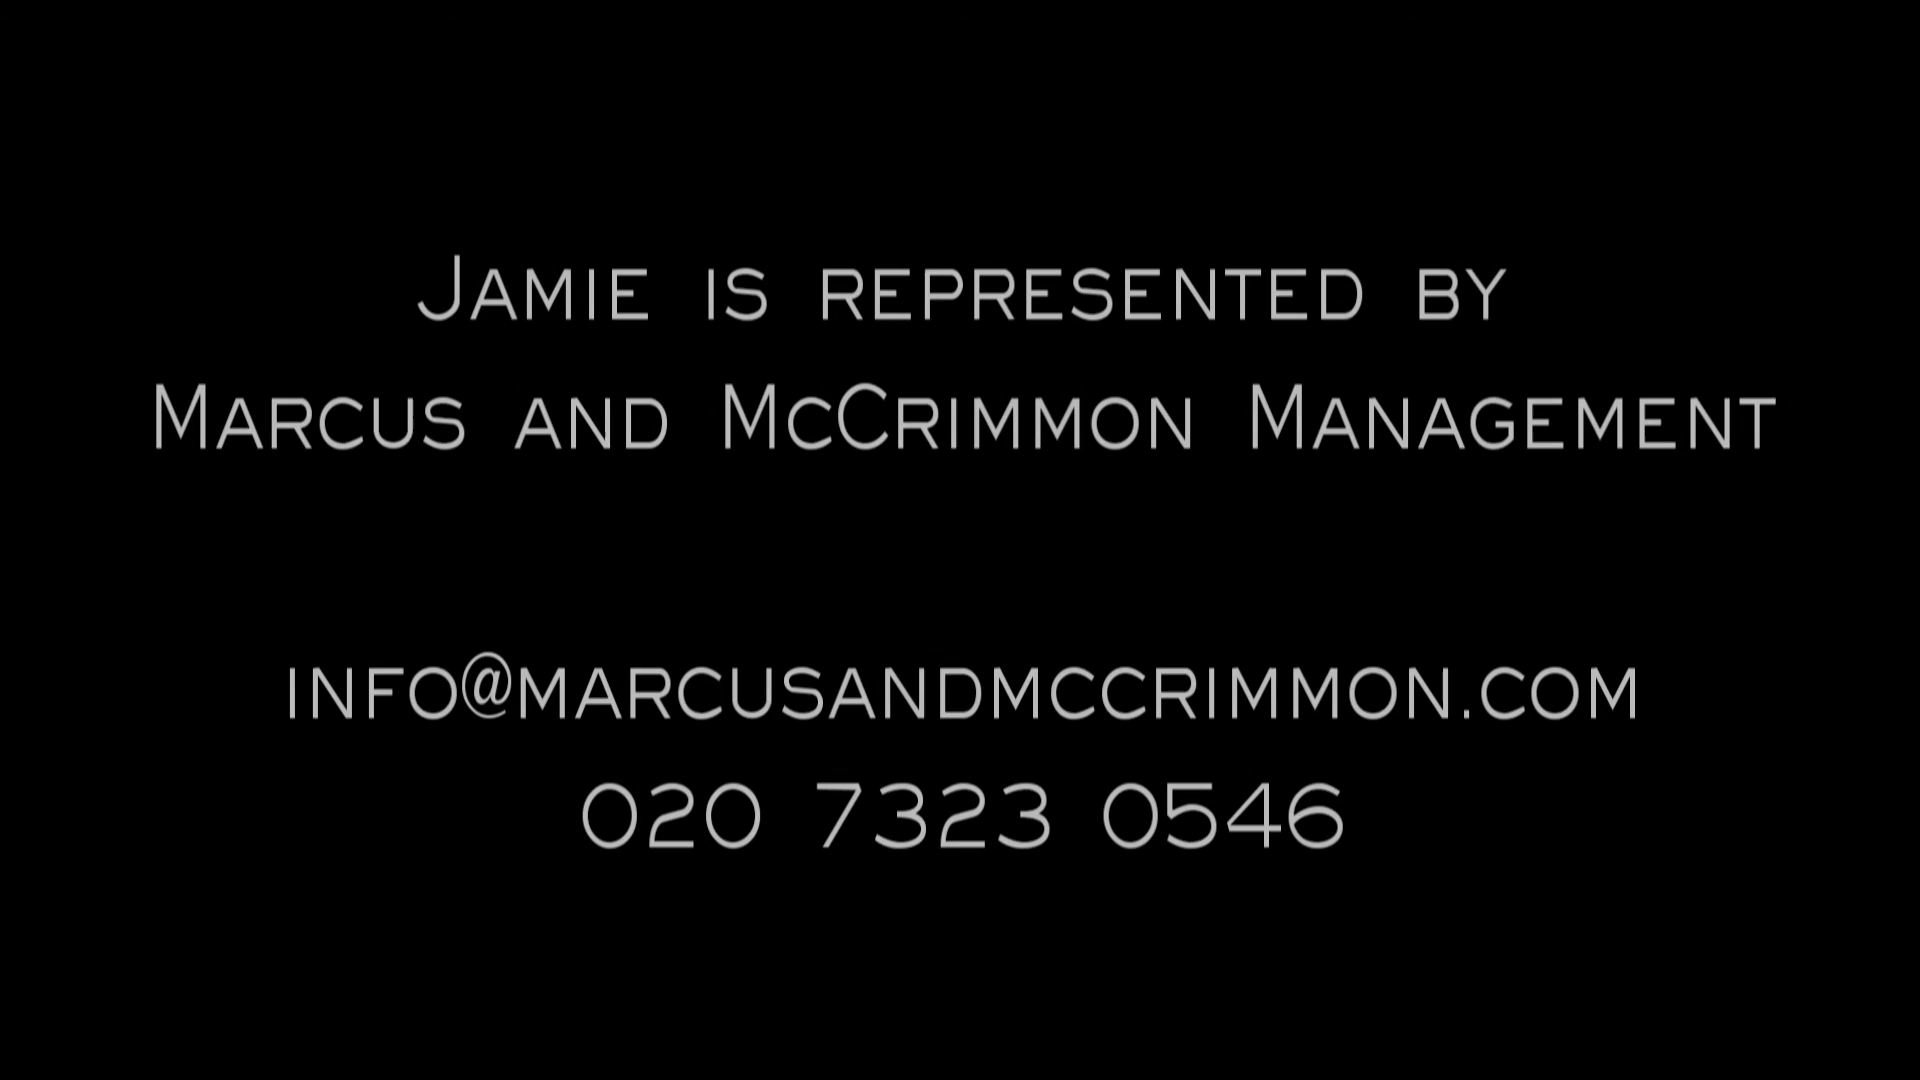 Jamie is represented by
Marcus and McCrimmon Management
info@marcusandmccrimmon.com
020 7323 0546